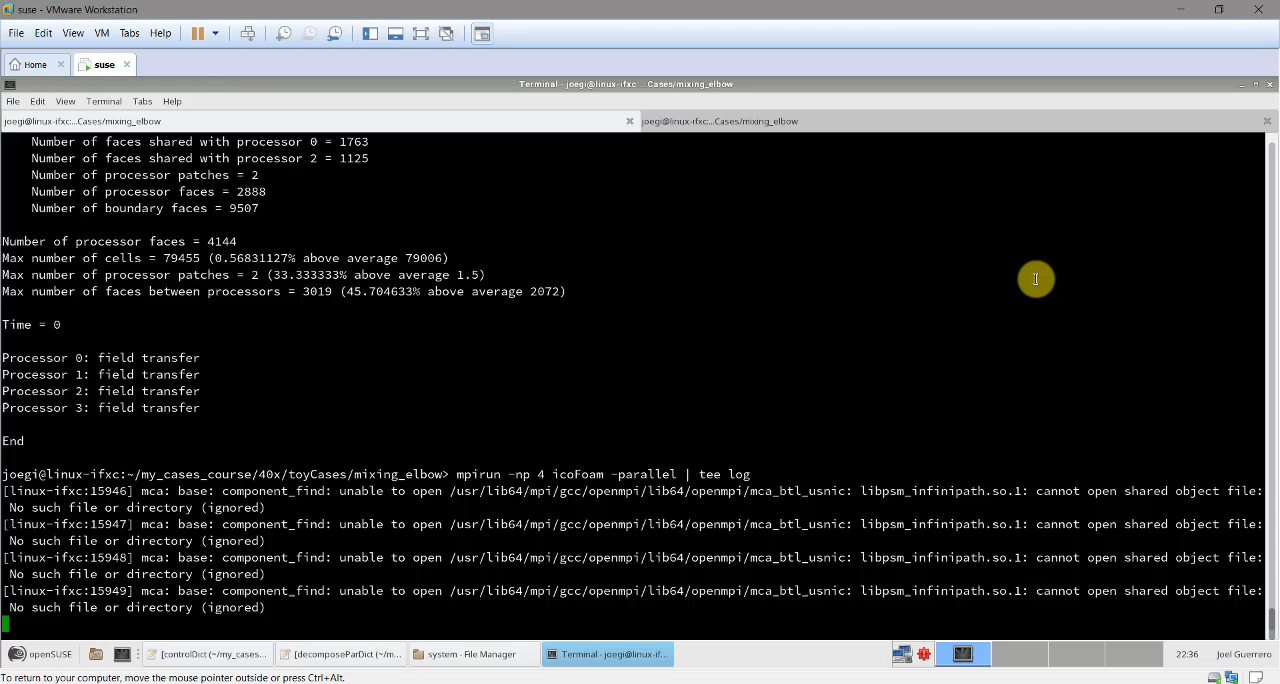 suse - VMware Workstation
File Edit View VM Tabs Help
Home suse
Terminal - joegi@linux-ifxc:...Cases/mixing_elbow
File Edit View Terminal Tabs Help
joegi@linux-ifxc:...Cases/mixing_elbow joegi@linux-ifxc:...Cases/mixing_elbow
Number of faces shared with processor 0 = 1763
Number of faces shared with processor 2 = 1125
Number of processor patches = 2
Number of processor faces = 2888
Number of boundary faces = 9507
Number of processor faces = 4144
Max number of cells = 79455 (0.56831127% above average 79006)
Max number of processor patches = 2 (33.333333% above average 1.5)
Max number of faces between processors = 3019 (45.704633% above average 2072)
Time = 0
Processor 0: field transfer
Processor 1: field transfer
Processor 2: field transfer
Processor 3: field transfer
End
joegi@linux-ifxc:~/my_cases_course/40x/toyCases/mixing_elbow> mpirun -np 4 icoFoam -parallel | tee log
[linux-ifxc:15946] mca: base: component_find: unable to open /usr/lib64/mpi/gcc/openmpi/lib64/openmpi/mca_btl_usnic: libpsm_infinipath.so.1: cannot open shared object file:
No such file or directory (ignored)
[linux-ifxc:15947] mca: base: component_find: unable to open /usr/lib64/mpi/gcc/openmpi/lib64/openmpi/mca_btl_usnic: libpsm_infinipath.so.1: cannot open shared object file:
No such file or directory (ignored)
[linux-ifxc:15948] mca: base: component_find: unable to open /usr/lib64/mpi/gcc/openmpi/lib64/openmpi/mca_btl_usnic: libpsm_infinipath.so.1: cannot open shared object file:
No such file or directory (ignored)
[linux-ifxc:15949] mca: base: component_find: unable to open /usr/lib64/mpi/gcc/openmpi/lib64/openmpi/mca_btl_usnic: libpsm_infinipath.so.1: cannot open shared object file:
No such file or directory (ignored)
openSUSE [controlDict (~/my_cases... [decomposeParDict (~/m... system - File Manager Terminal - joegi@linux-if... 22:36 Joel Guerrero
To return to your computer, move the mouse pointer outside or press Ctrl+Alt.